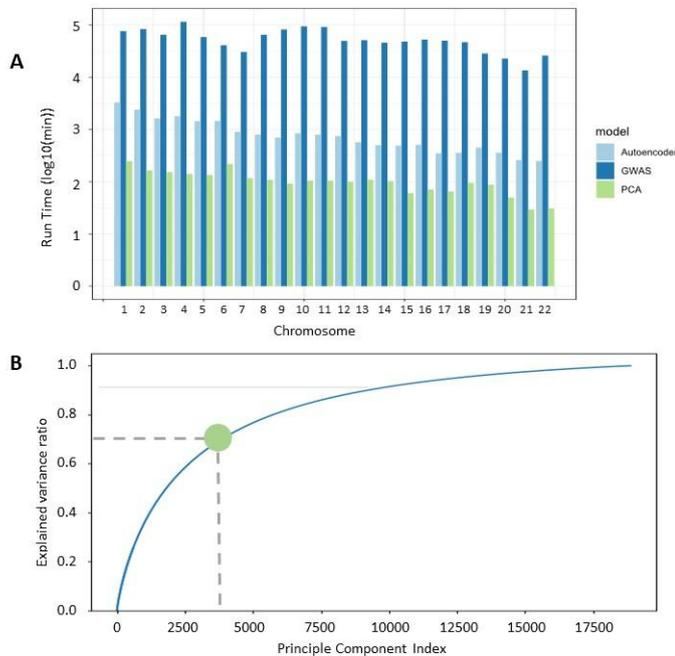 A
Run Time (log10(min))
5
4
3
2
1
0
1 2 3 4 5 6 7 8 9 10 11 12 13 14 15 16 17 18 19 20 21 22
Chromosome
model
Autoencoder
GWAS
PCA
B
Explained variance ratio
1.0
0.8
0.6
0.4
0.2
0.0
0 2500 5000 7500 10000 12500 15000 17500
Principle Component Index